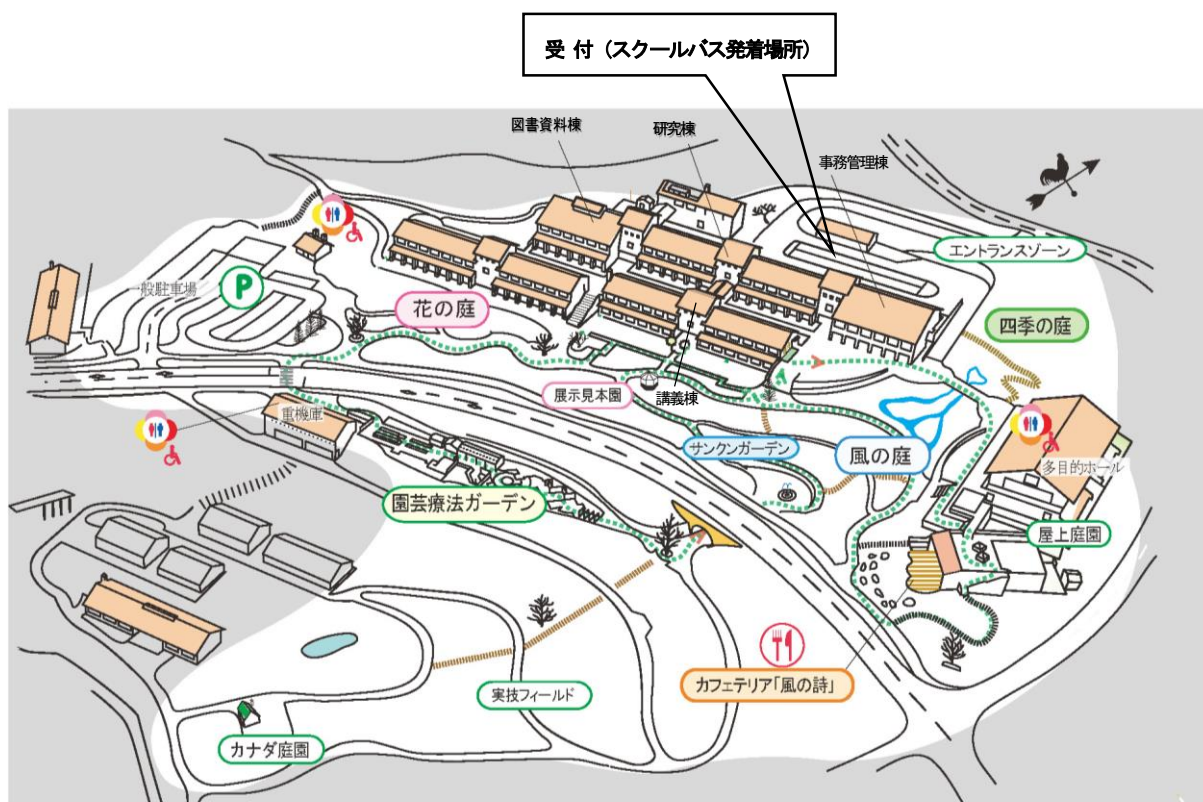 受 付（スクールバス発着場所）
図書資料棟
研究棟
事務管理棟
エントランスゾーン
一般駐車場
P
花の庭
四季の庭
展示見本園
講義棟
重機庫
サンクンガーデン
風の庭
多目的ホール
園芸療法ガーデン
屋上庭園
カフェテリア「風の詩」
実技フィールド
カナダ庭園